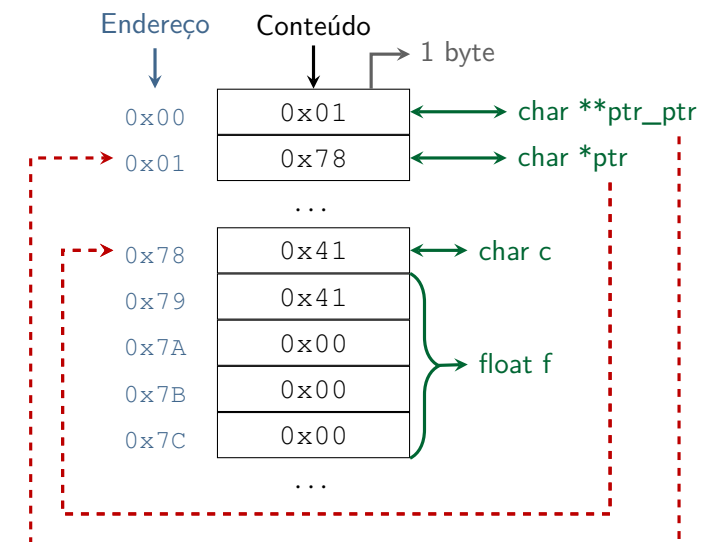 Endereço Conteúdo
1 byte
0x00 0x01 char **ptr_ptr
0x01 0x78 char *ptr
...
0x78 0x41 char c
0x79 0x41
0x7A 0x00
float f
0x7B 0x00
0x7C 0x00
...